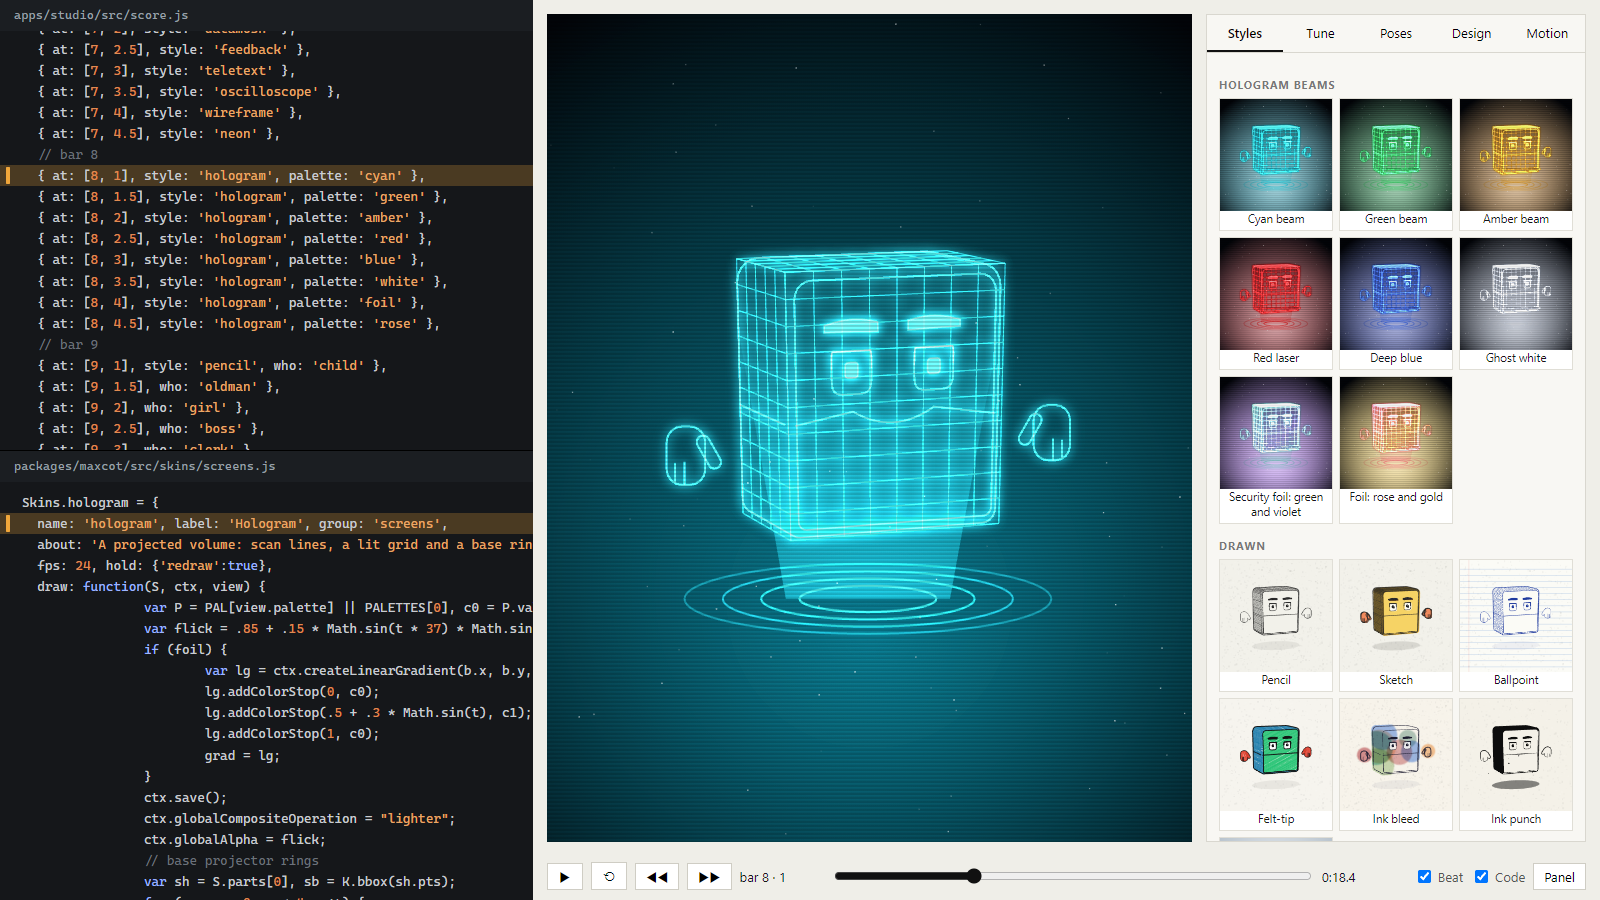 apps/studio/src/score.js
{ at: [7, 2.5], style: 'feedback' },
{ at: [7, 3], style: 'teletext' },
{ at: [7, 3.5], style: 'oscilloscope' },
{ at: [7, 4], style: 'wireframe' },
{ at: [7, 4.5], style: 'neon' },
// bar 8
{ at: [8, 1], style: 'hologram', palette: 'cyan' },
{ at: [8, 1.5], style: 'hologram', palette: 'green' },
{ at: [8, 2], style: 'hologram', palette: 'amber' },
{ at: [8, 2.5], style: 'hologram', palette: 'red' },
{ at: [8, 3], style: 'hologram', palette: 'blue' },
{ at: [8, 3.5], style: 'hologram', palette: 'white' },
{ at: [8, 4], style: 'hologram', palette: 'foil' },
{ at: [8, 4.5], style: 'hologram', palette: 'rose' },
// bar 9
{ at: [9, 1], style: 'pencil', who: 'child' },
{ at: [9, 1.5], who: 'oldman' },
{ at: [9, 2], who: 'girl' },
{ at: [9, 2.5], who: 'boss' },
packages/maxcot/src/skins/screens.js
Skins.hologram = {
name: 'hologram', label: 'Hologram', group: 'screens',
about: 'A projected volume: scan lines, a lit grid and a base rin
fps: 24, hold: {'redraw':true},
draw: function(S, ctx, view) {
var P = PAL[view.palette] || PALETTES[0], c0 = P.va
var flick = .85 + .15 * Math.sin(t * 37) * Math.sin
if (foil) {
var lg = ctx.createLinearGradient(b.x, b.y,
lg.addColorStop(0, c0);
lg.addColorStop(.5 + .3 * Math.sin(t), c1);
lg.addColorStop(1, c0);
grad = lg;
}
ctx.save();
ctx.globalCompositeOperation = "lighter";
ctx.globalAlpha = flick;
// base projector rings
var sh = S.parts[0], sb = K.bbox(sh.pts);
bar 8 · 1
0:18.4
Beat
Code
Panel
Styles
Tune
Poses
Design
Motion
HOLOGRAM BEAMS
Cyan beam
Green beam
Amber beam
Red laser
Deep blue
Ghost white
Security foil: green
and violet
Foil: rose and gold
DRAWN
Pencil
Sketch
Ballpoint
Felt-tip
Ink bleed
Ink punch